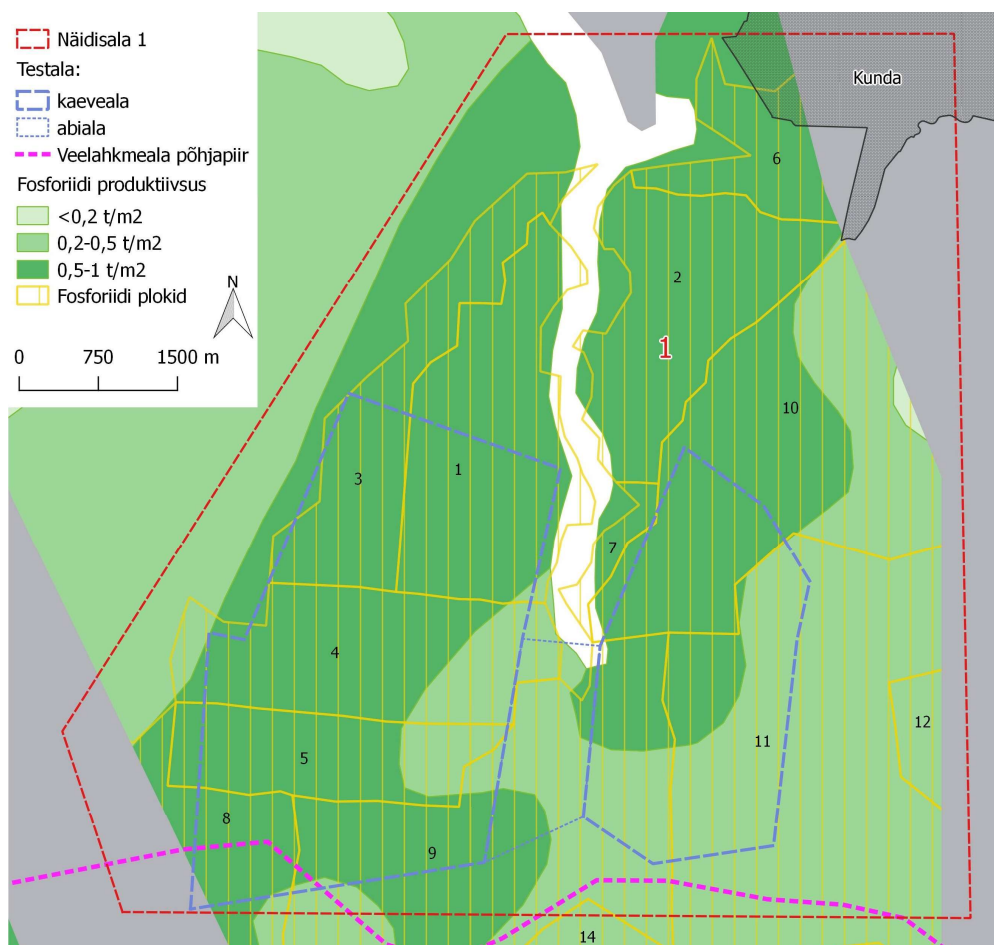 Näidisala 1
Testala:
kaeveala
abiala
Veelahkmeala põhjapiir
Fosforiidi produktiivsus
<0,2 t/m2
0,2-0,5 t/m2
0,5-1 t/m2
Fosforiidi plokid
N
0 750 1500 m
Kunda
6
2
1
10
3
1
7
4
12
11
5
8
9
14